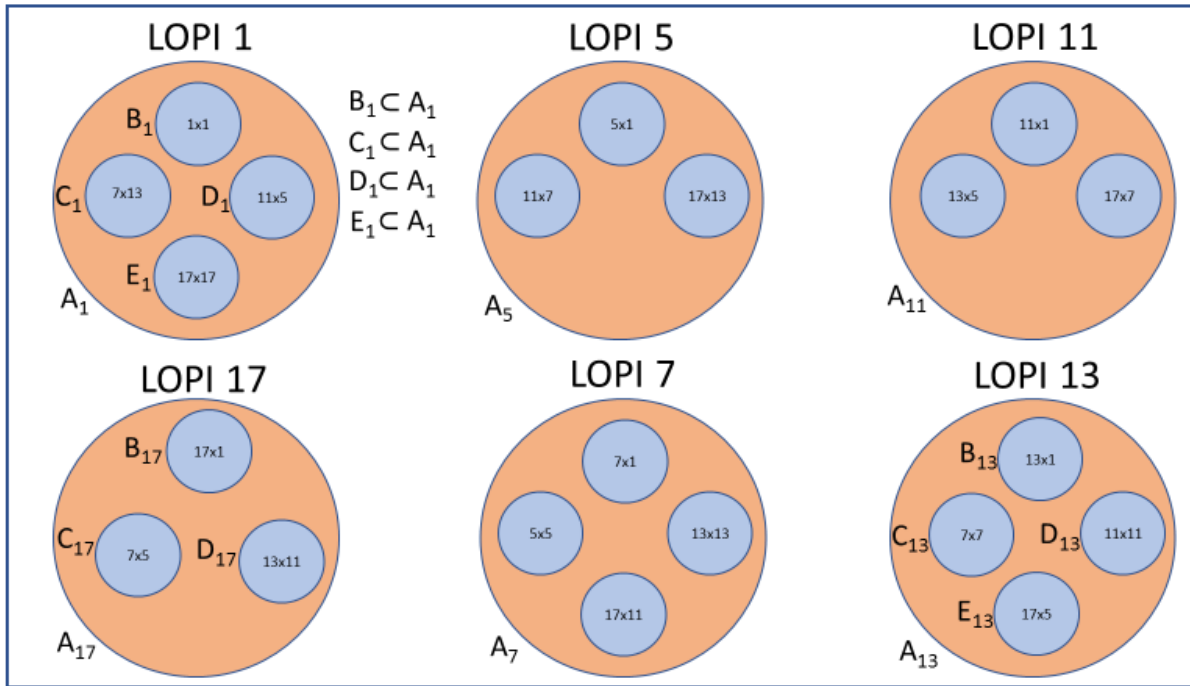 LOPI 1
B₁
1x1
C₁
7x13
D₁
11x5
E₁
17x17
A₁
B₁⊂ A₁
C₁⊂ A₁
D₁⊂ A₁
E₁⊂ A₁
LOPI 5
5x1
11x7
17x13
A₅
LOPI 11
11x1
13x5
17x7
A₁₁
LOPI 17
B₁₇
17x1
C₁₇
7x5
D₁₇
13x11
A₁₇
LOPI 7
7x1
5x5
13x13
17x11
A₇
LOPI 13
B₁₃
13x1
C₁₃
7x7
D₁₃
11x11
E₁₃
17x5
A₁₃